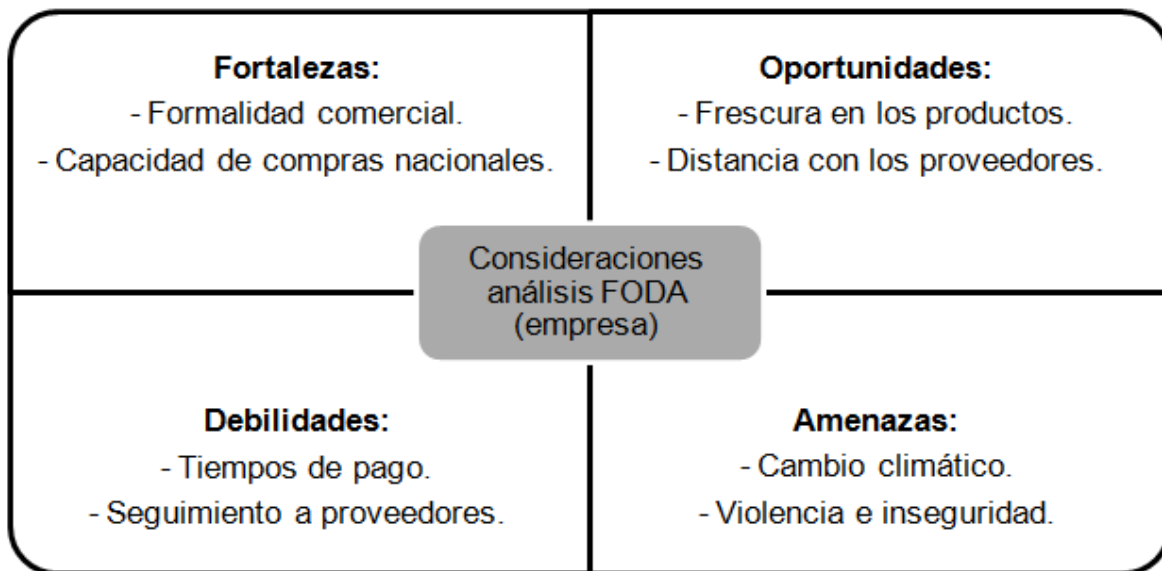 Fortalezas:
- Formalidad comercial.
- Capacidad de compras nacionales.
Oportunidades:
- Frescura en los productos.
- Distancia con los proveedores.
Consideraciones
análisis FODA
(empresa)
Debilidades:
- Tiempos de pago.
- Seguimiento a proveedores.
Amenazas:
- Cambio climático.
- Violencia e inseguridad.